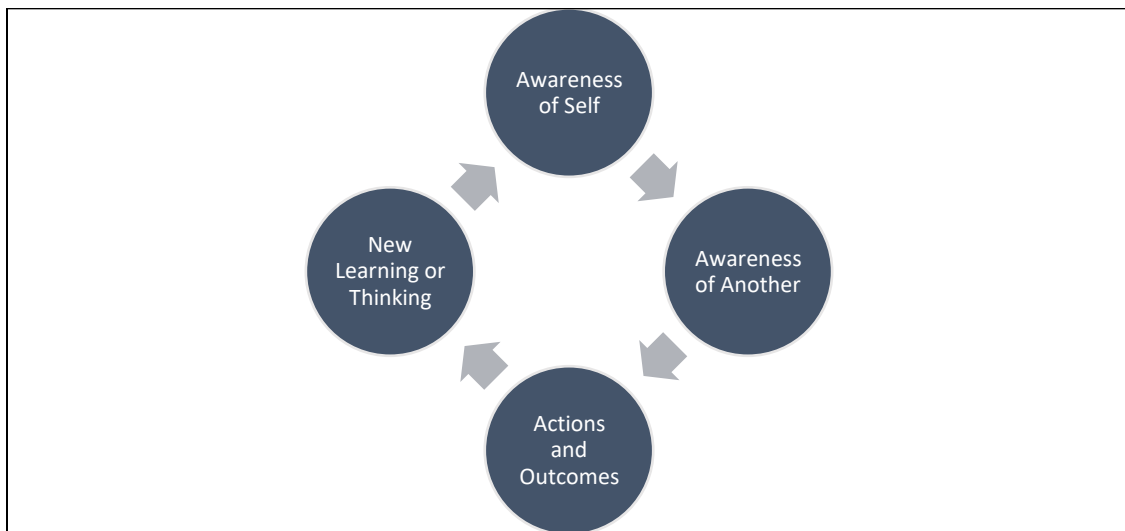 Awareness
of Self
Awareness
of Another
Actions
and
Outcomes
New
Learning or
Thinking